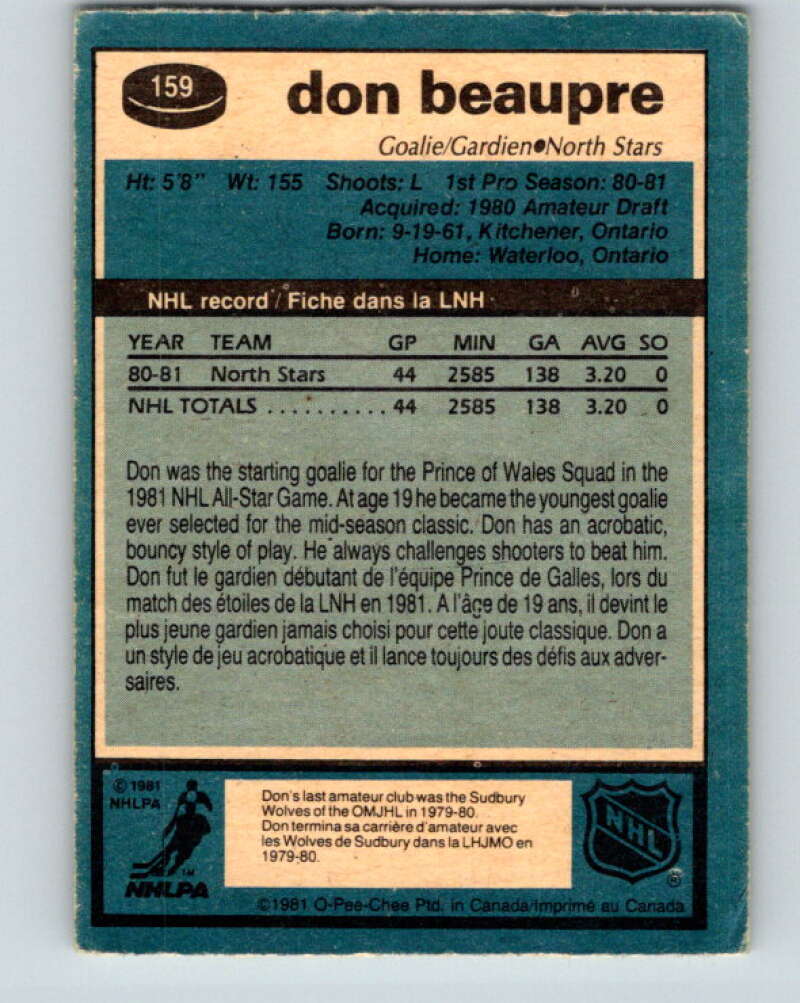 159
don beaupre
Goalie/Gardien●North Stars
Ht: 5'8" Wt: 155 Shoots: L 1st Pro Season: 80-81
Acquired: 1980 Amateur Draft
Born: 9-19-61, Kitchener, Ontario
Home: Waterloo, Ontario
NHL record / Fiche dans la LNH
YEAR TEAM GP MIN GA AVG SO
80-81 North Stars 44 2585 138 3.20 0
NHL TOTALS .......... 44 2585 138 3.20 0
Don was the starting goalie for the Prince of Wales Squad in the
1981 NHL All-Star Game. At age 19 he became the youngest goalie
ever selected for the mid-season classic. Don has an acrobatic,
bouncy style of play. He always challenges shooters to beat him.
Don fut le gardien débutant de l'équipe Prince de Galles, lors du
match des étoiles de la LNH en 1981. A l'âge de 19 ans, il devint le
plus jeune gardien jamais choisi pour cette joute classique. Don a
un style de jeu acrobatique et il lance toujours des défis aux adver-
saires.
© 1981
NHLPA
TM
NHLPA
Don's last amateur club was the Sudbury
Wolves of the OMJHL in 1979-80.
Don termina sa carrière d'amateur avec
les Wolves de Sudbury dans la LHJMO en
1979-80.
NHL
®
©1981 O-Pee-Chee Ptd. in Canada/Imprimé au Canada